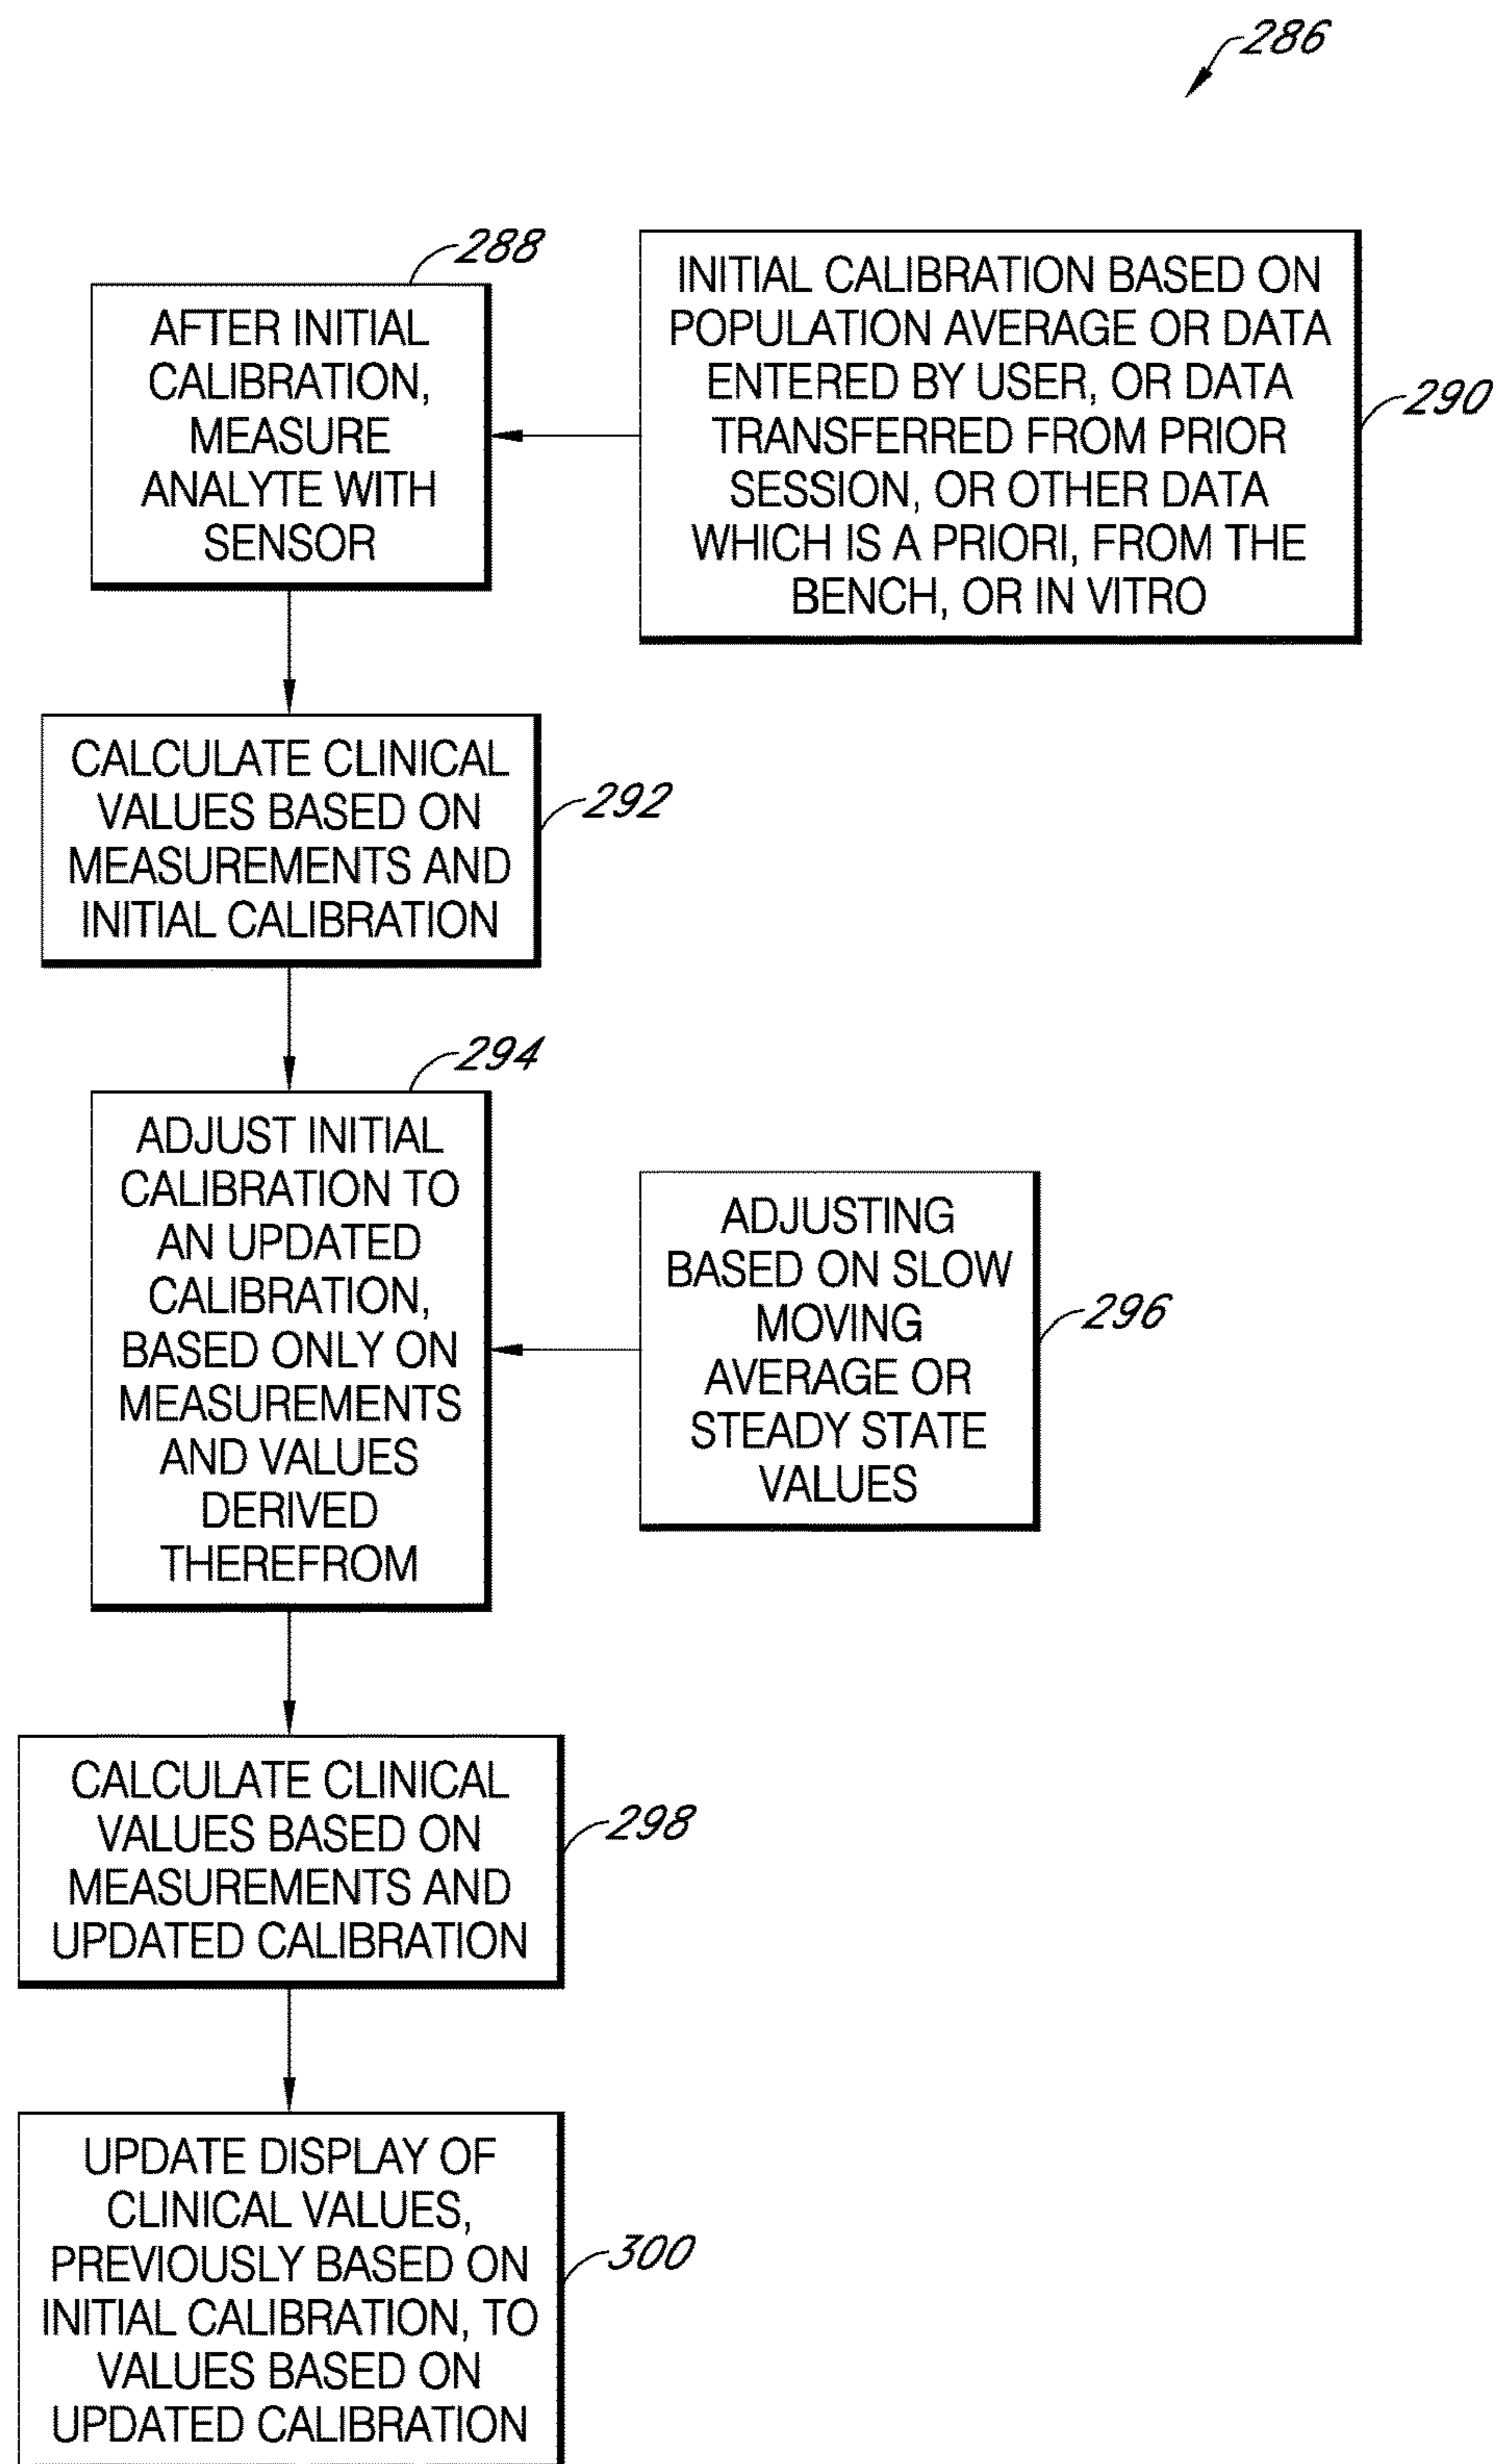 286
288
AFTER INITIAL
CALIBRATION,
MEASURE
ANALYTE WITH
SENSOR
INITIAL CALIBRATION BASED ON
POPULATION AVERAGE OR DATA
ENTERED BY USER, OR DATA
TRANSFERRED FROM PRIOR
SESSION, OR OTHER DATA
WHICH IS A PRIORI, FROM THE
BENCH, OR IN VITRO
290
CALCULATE CLINICAL
VALUES BASED ON
MEASUREMENTS AND
INITIAL CALIBRATION
292
294
ADJUST INITIAL
CALIBRATION TO
AN UPDATED
CALIBRATION,
BASED ONLY ON
MEASUREMENTS
AND VALUES
DERIVED
THEREFROM
ADJUSTING
BASED ON SLOW
MOVING
AVERAGE OR
STEADY STATE
VALUES
296
CALCULATE CLINICAL
VALUES BASED ON
MEASUREMENTS AND
UPDATED CALIBRATION
298
UPDATE DISPLAY OF
CLINICAL VALUES,
PREVIOUSLY BASED ON
INITIAL CALIBRATION, TO
VALUES BASED ON
UPDATED CALIBRATION
300